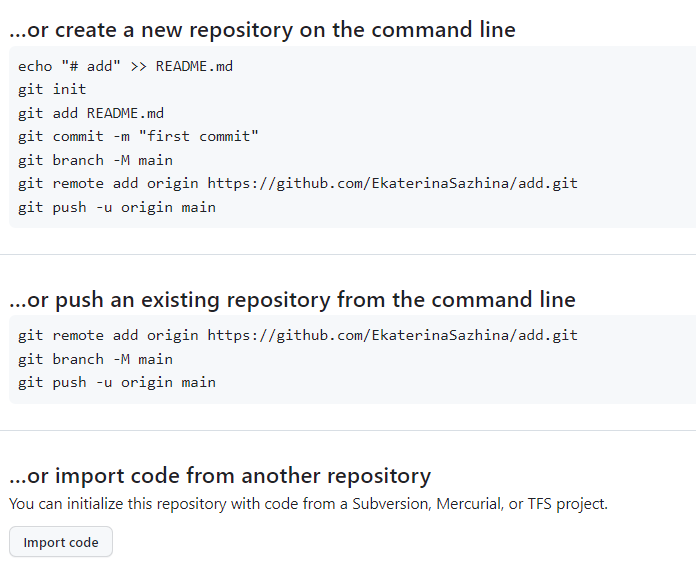 ...or create a new repository on the command line
echo "# add" >> README.md
git init
git add README.md
git commit -m "first commit"
git branch -M main
git remote add origin https://github.com/EkaterinaSazhina/add.git
git push -u origin main
...or push an existing repository from the command line
git remote add origin https://github.com/EkaterinaSazhina/add.git
git branch -M main
git push -u origin main
...or import code from another repository
You can initialize this repository with code from a Subversion, Mercurial, or TFS project.
Import code